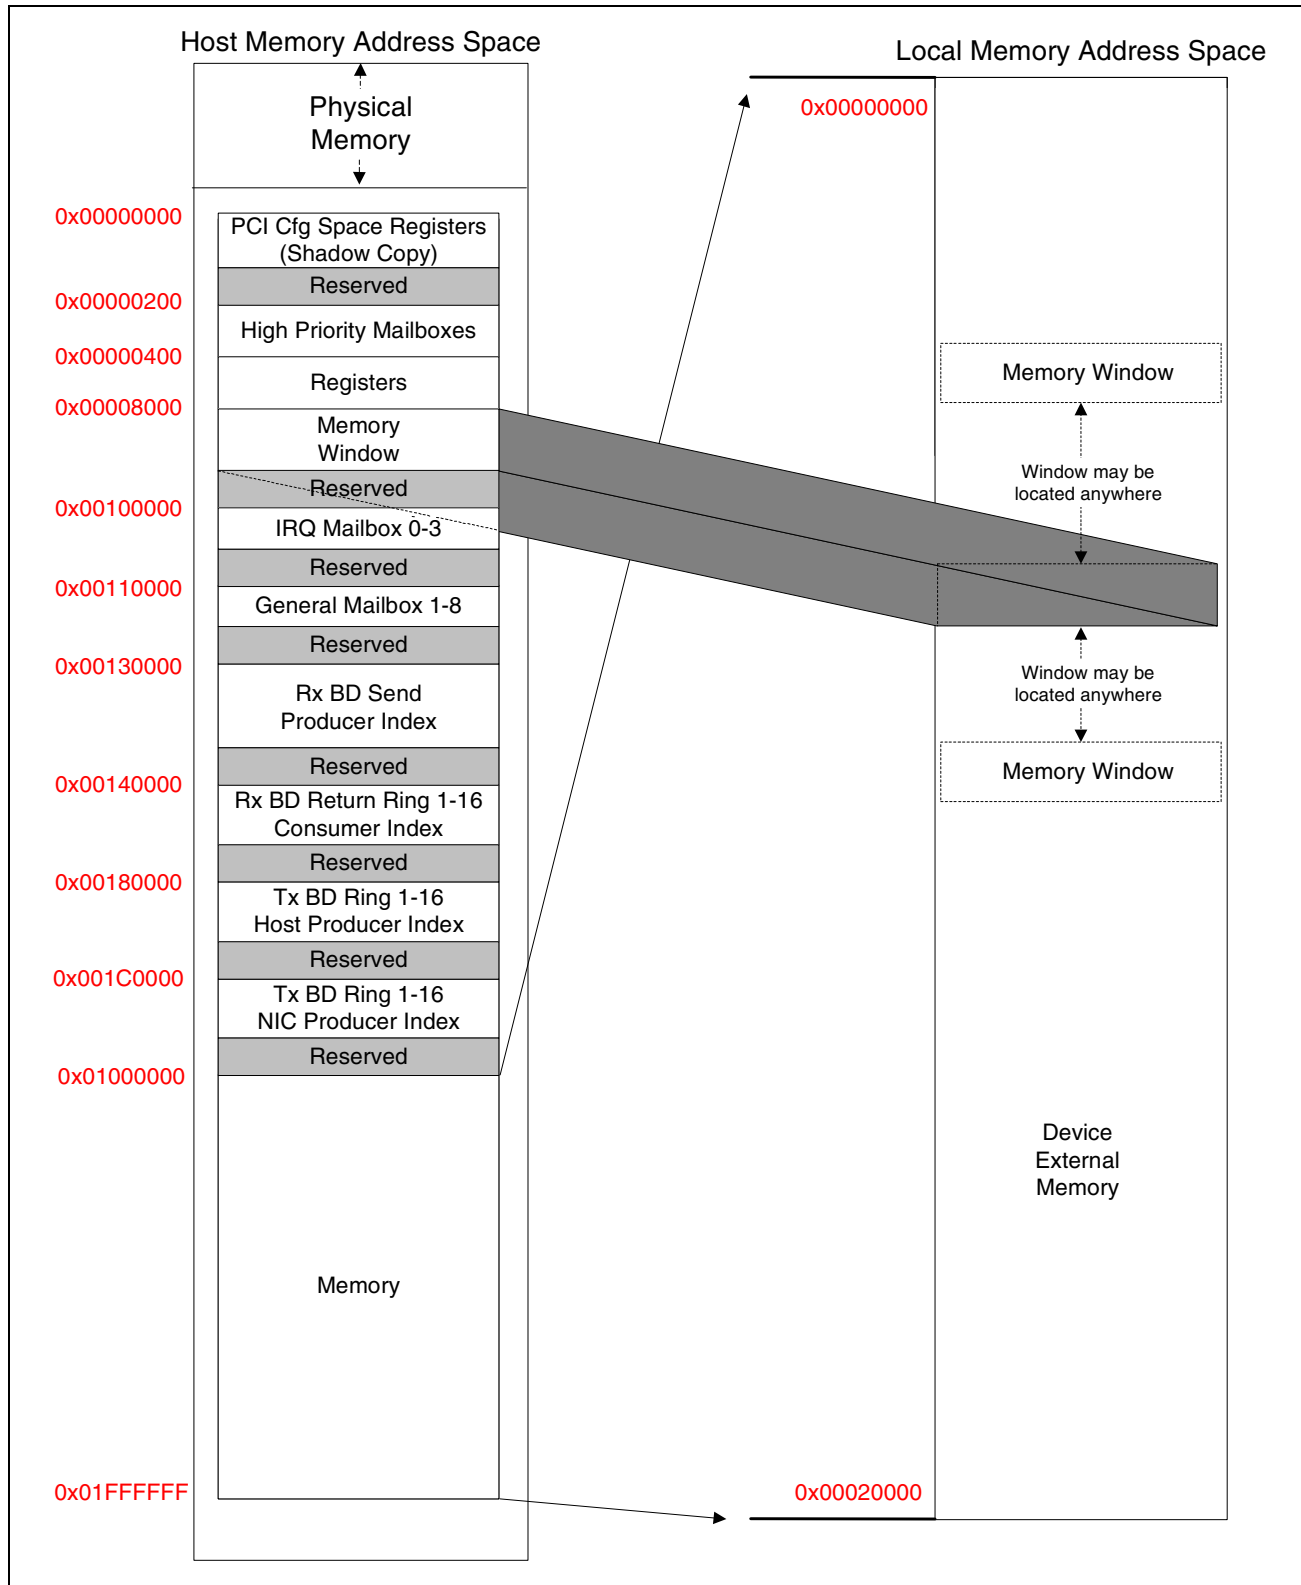 Host Memory Address Space
Physical
Memory
0x00000000
PCI Cfg Space Registers
(Shadow Copy)
Reserved
0x00000200
High Priority Mailboxes
0x00000400
Registers
0x00008000
Memory
Window
Reserved
0x00100000
IRQ Mailbox 0-3
Reserved
0x00110000
General Mailbox 1-8
Reserved
0x00130000
Rx BD Send
Producer Index
Reserved
0x00140000
Rx BD Return Ring 1-16
Consumer Index
Reserved
0x00180000
Tx BD Ring 1-16
Host Producer Index
Reserved
0x001C0000
Tx BD Ring 1-16
NIC Producer Index
Reserved
0x01000000
Memory
0x01FFFFFF
Local Memory Address Space
0x00000000
Memory Window
Window may be
located anywhere
Window may be
located anywhere
Memory Window
Device
External
Memory
0x00020000